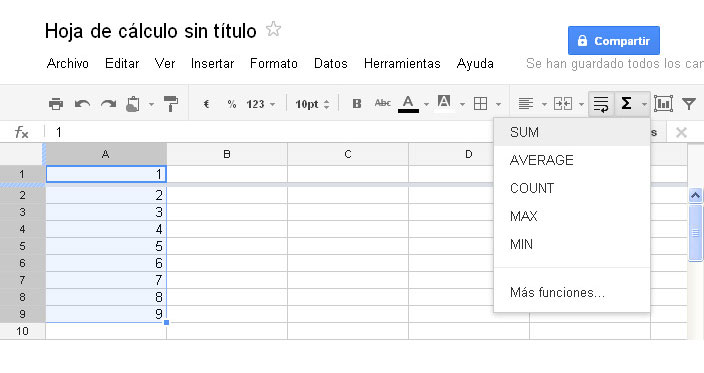 Hoja de cálculo sin título
Compartir
Archivo Editar Ver Insertar Formato Datos Herramientas Ayuda Se han guardado todos los can
€ % 123 10pt B Abc A A Σ
fx 1 s
A B C D
1 1
2 2
3 3
4 4
5 5
6 6
7 7
8 8
9 9
10
SUM
AVERAGE
COUNT
MAX
MIN
Más funciones...